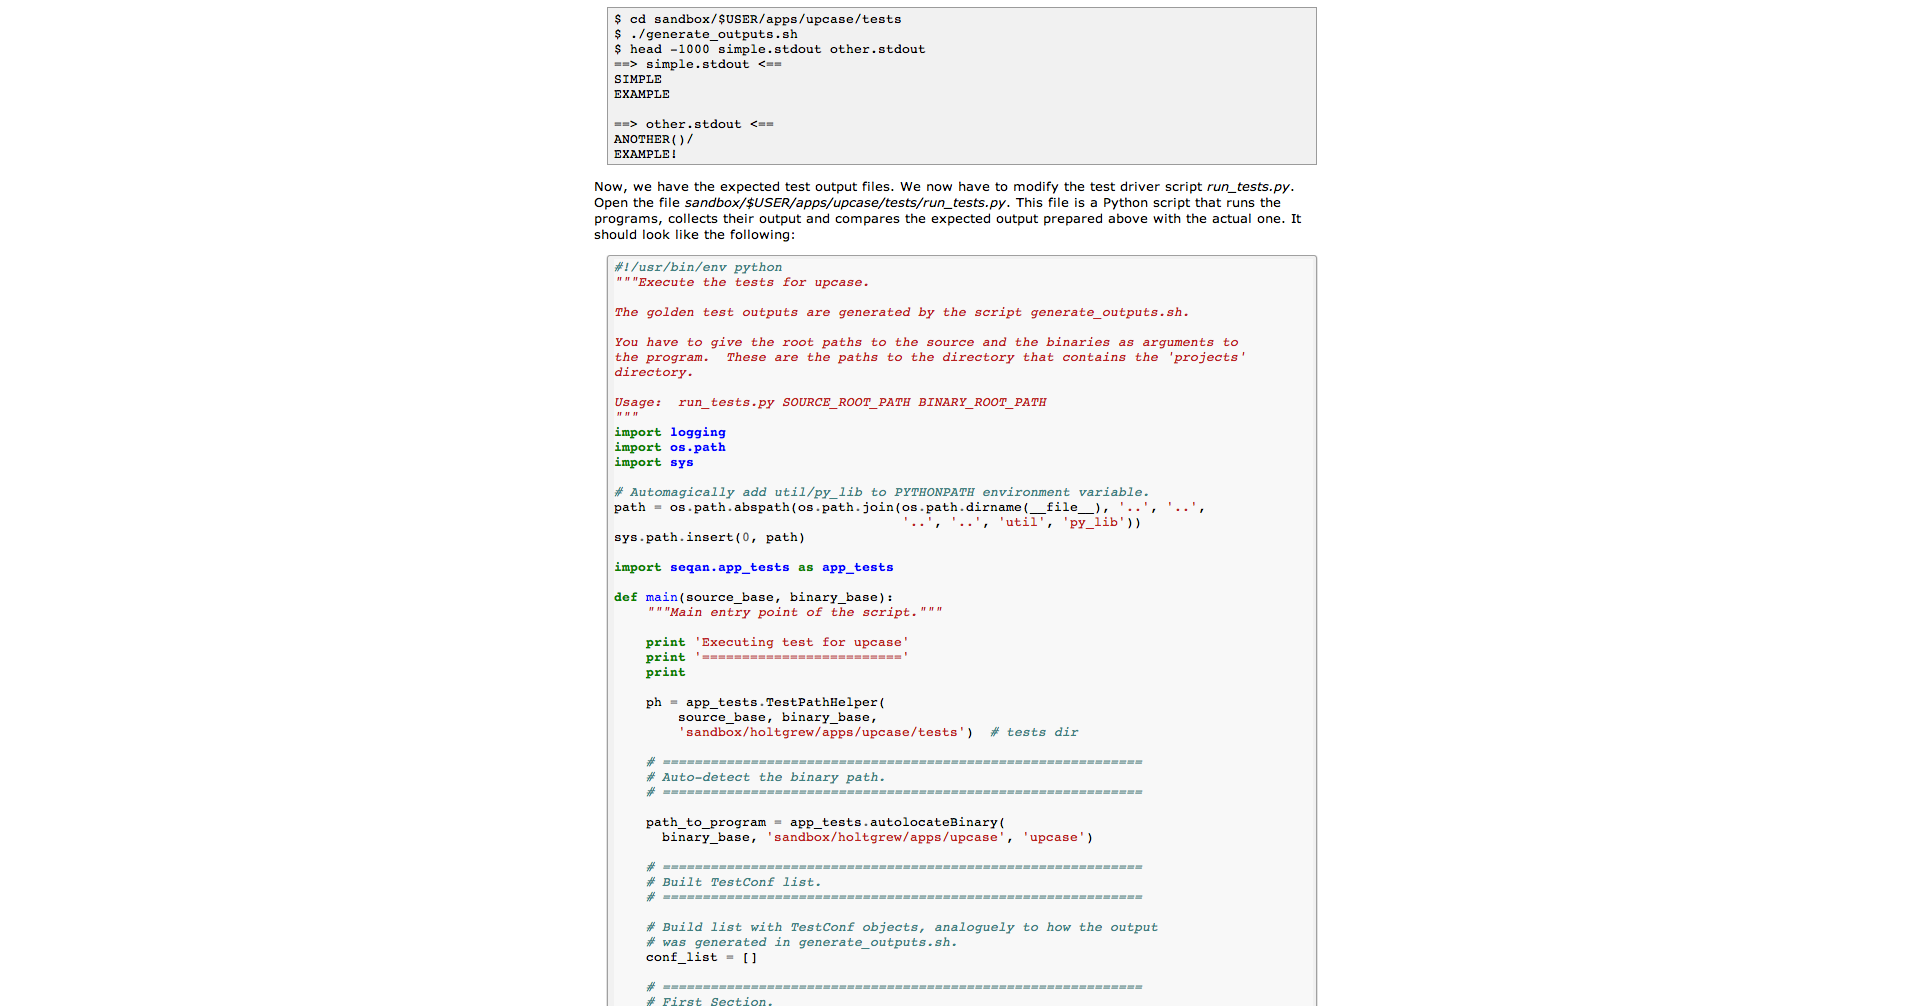 $ cd sandbox/$USER/apps/upcase/tests
$ ./generate_outputs.sh
$ head -1000 simple.stdout other.stdout
==> simple.stdout <==
SIMPLE
EXAMPLE
==> other.stdout <==
ANOTHER()/
EXAMPLE!
Now, we have the expected test output files. We now have to modify the test driver script run_tests.py.
Open the file sandbox/$USER/apps/upcase/tests/run_tests.py. This file is a Python script that runs the
programs, collects their output and compares the expected output prepared above with the actual one. It
should look like the following:
#!/usr/bin/env python
"""Execute the tests for upcase.
The golden test outputs are generated by the script generate_outputs.sh.
You have to give the root paths to the source and the binaries as arguments to
the program.  These are the paths to the directory that contains the 'projects'
directory.
Usage:  run_tests.py SOURCE_ROOT_PATH BINARY_ROOT_PATH
"""
import logging
import os.path
import sys
# Automagically add util/py_lib to PYTHONPATH environment variable.
path = os.path.abspath(os.path.join(os.path.dirname(__file__), '..', '..',
                                    '..', '..', 'util', 'py_lib'))
sys.path.insert(0, path)
import seqan.app_tests as app_tests
def main(source_base, binary_base):
    """Main entry point of the script."""
    print 'Executing test for upcase'
    print '========================='
    print
    ph = app_tests.TestPathHelper(
        source_base, binary_base,
        'sandbox/holtgrew/apps/upcase/tests')  # tests dir
    # ============================================================
    # Auto-detect the binary path.
    # ============================================================
    path_to_program = app_tests.autolocateBinary(
      binary_base, 'sandbox/holtgrew/apps/upcase', 'upcase')
    # ============================================================
    # Built TestConf list.
    # ============================================================
    # Build list with TestConf objects, analoguely to how the output
    # was generated in generate_outputs.sh.
    conf_list = []
    # ============================================================
    # First Section.